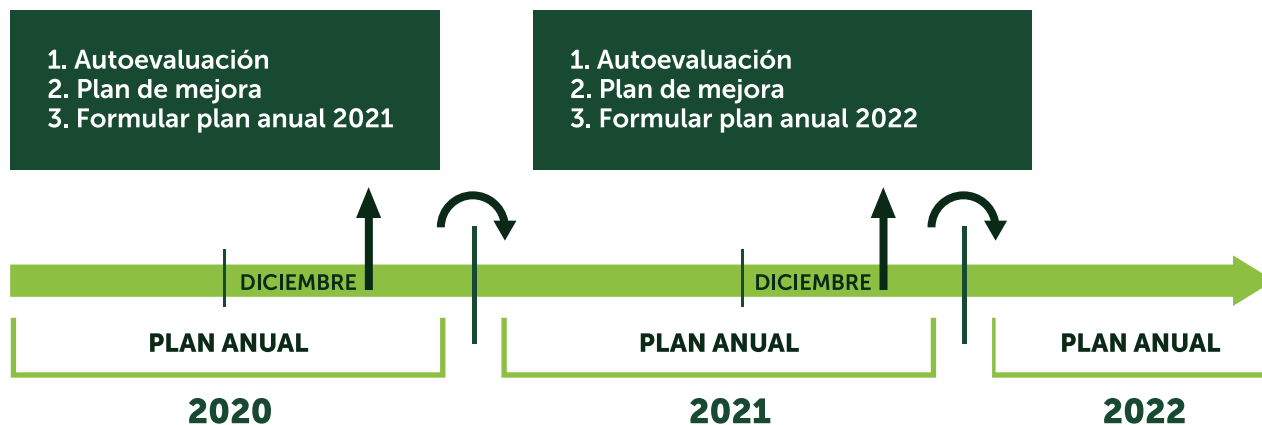 1. Autoevaluación
2. Plan de mejora
3. Formular plan anual 2021
1. Autoevaluación
2. Plan de mejora
3. Formular plan anual 2022
DICIEMBRE
DICIEMBRE
PLAN ANUAL
PLAN ANUAL
PLAN ANUAL
2020
2021
2022